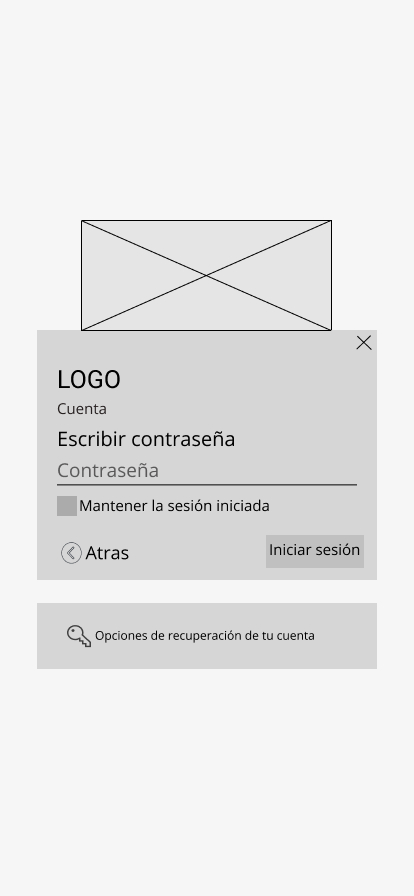 LOGO
Cuenta
Escribir contraseña
Contraseña
Mantener la sesión iniciada
Atras
Iniciar sesión
Opciones de recuperación de tu cuenta